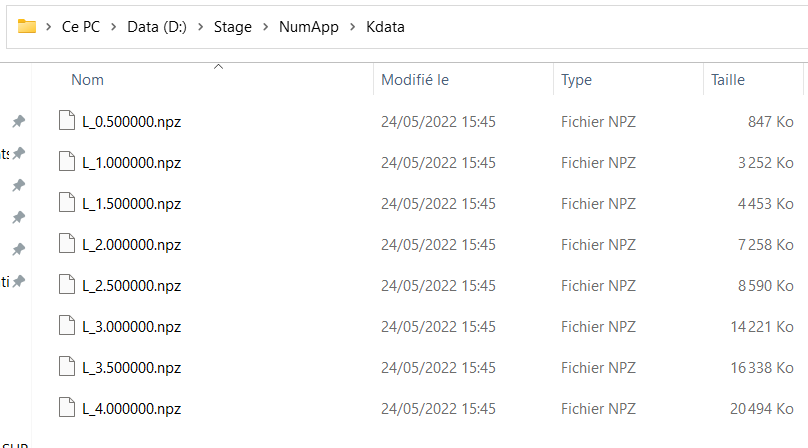 Ce PC > Data (D:) > Stage > NumApp > Kdata
Nom Modifié le Type Taille
L_0.500000.npz 24/05/2022 15:45 Fichier NPZ 847 Ko
L_1.000000.npz 24/05/2022 15:45 Fichier NPZ 3 252 Ko
L_1.500000.npz 24/05/2022 15:45 Fichier NPZ 4 453 Ko
L_2.000000.npz 24/05/2022 15:45 Fichier NPZ 7 258 Ko
L_2.500000.npz 24/05/2022 15:45 Fichier NPZ 8 590 Ko
L_3.000000.npz 24/05/2022 15:45 Fichier NPZ 14 221 Ko
L_3.500000.npz 24/05/2022 15:45 Fichier NPZ 16 338 Ko
L_4.000000.npz 24/05/2022 15:45 Fichier NPZ 20 494 Ko